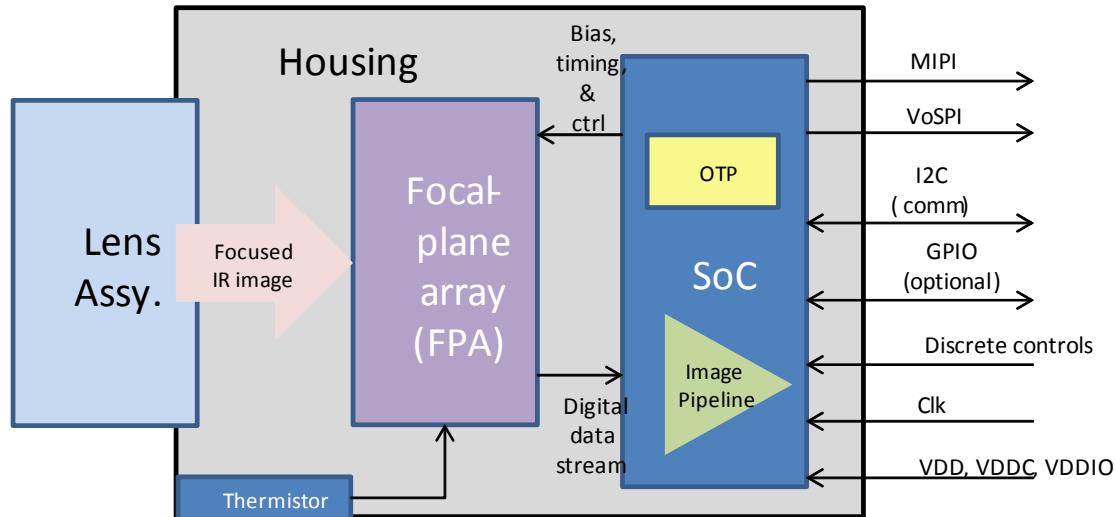 Housing
Bias,
timing,
&
ctrl
MIPI
VoSPI
OTP
I2C
( comm)
Focal-
plane
array
(FPA)
Lens
Assy.
Focused
IR image
SoC
GPIO
(optional)
Discrete controls
Image
Pipeline
Clk
Digital
data
stream
VDD, VDDC, VDDIO
Thermistor